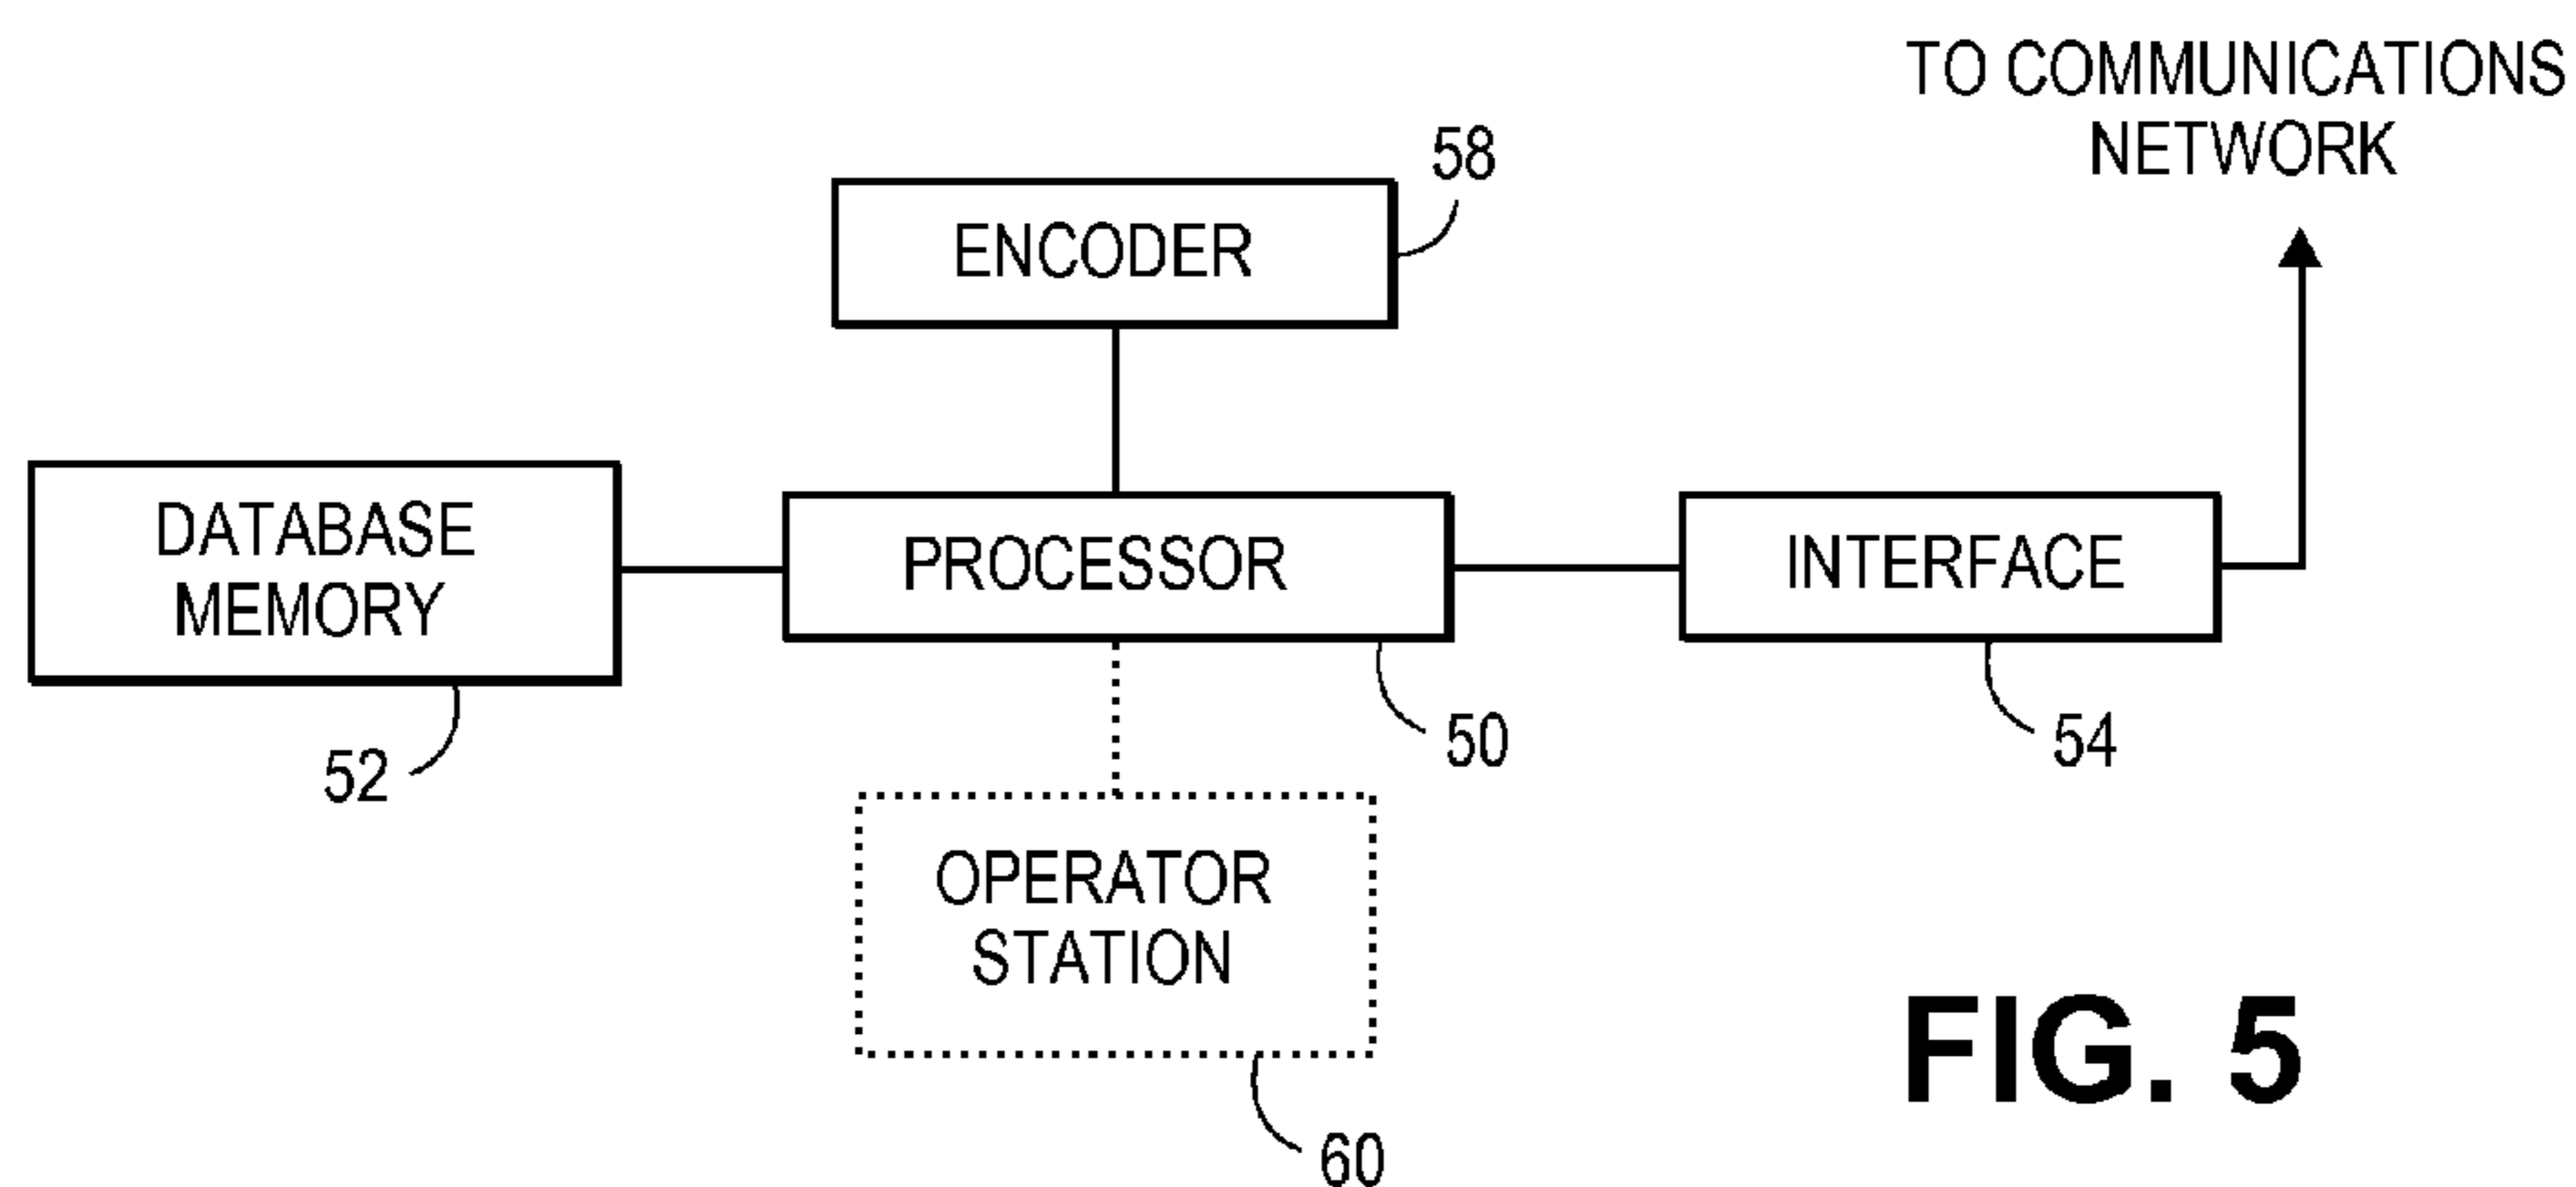 TO COMMUNICATIONS
NETWORK
58
ENCODER
DATABASE
MEMORY
PROCESSOR
INTERFACE
52
50
54
OPERATOR
STATION
60
FIG. 5